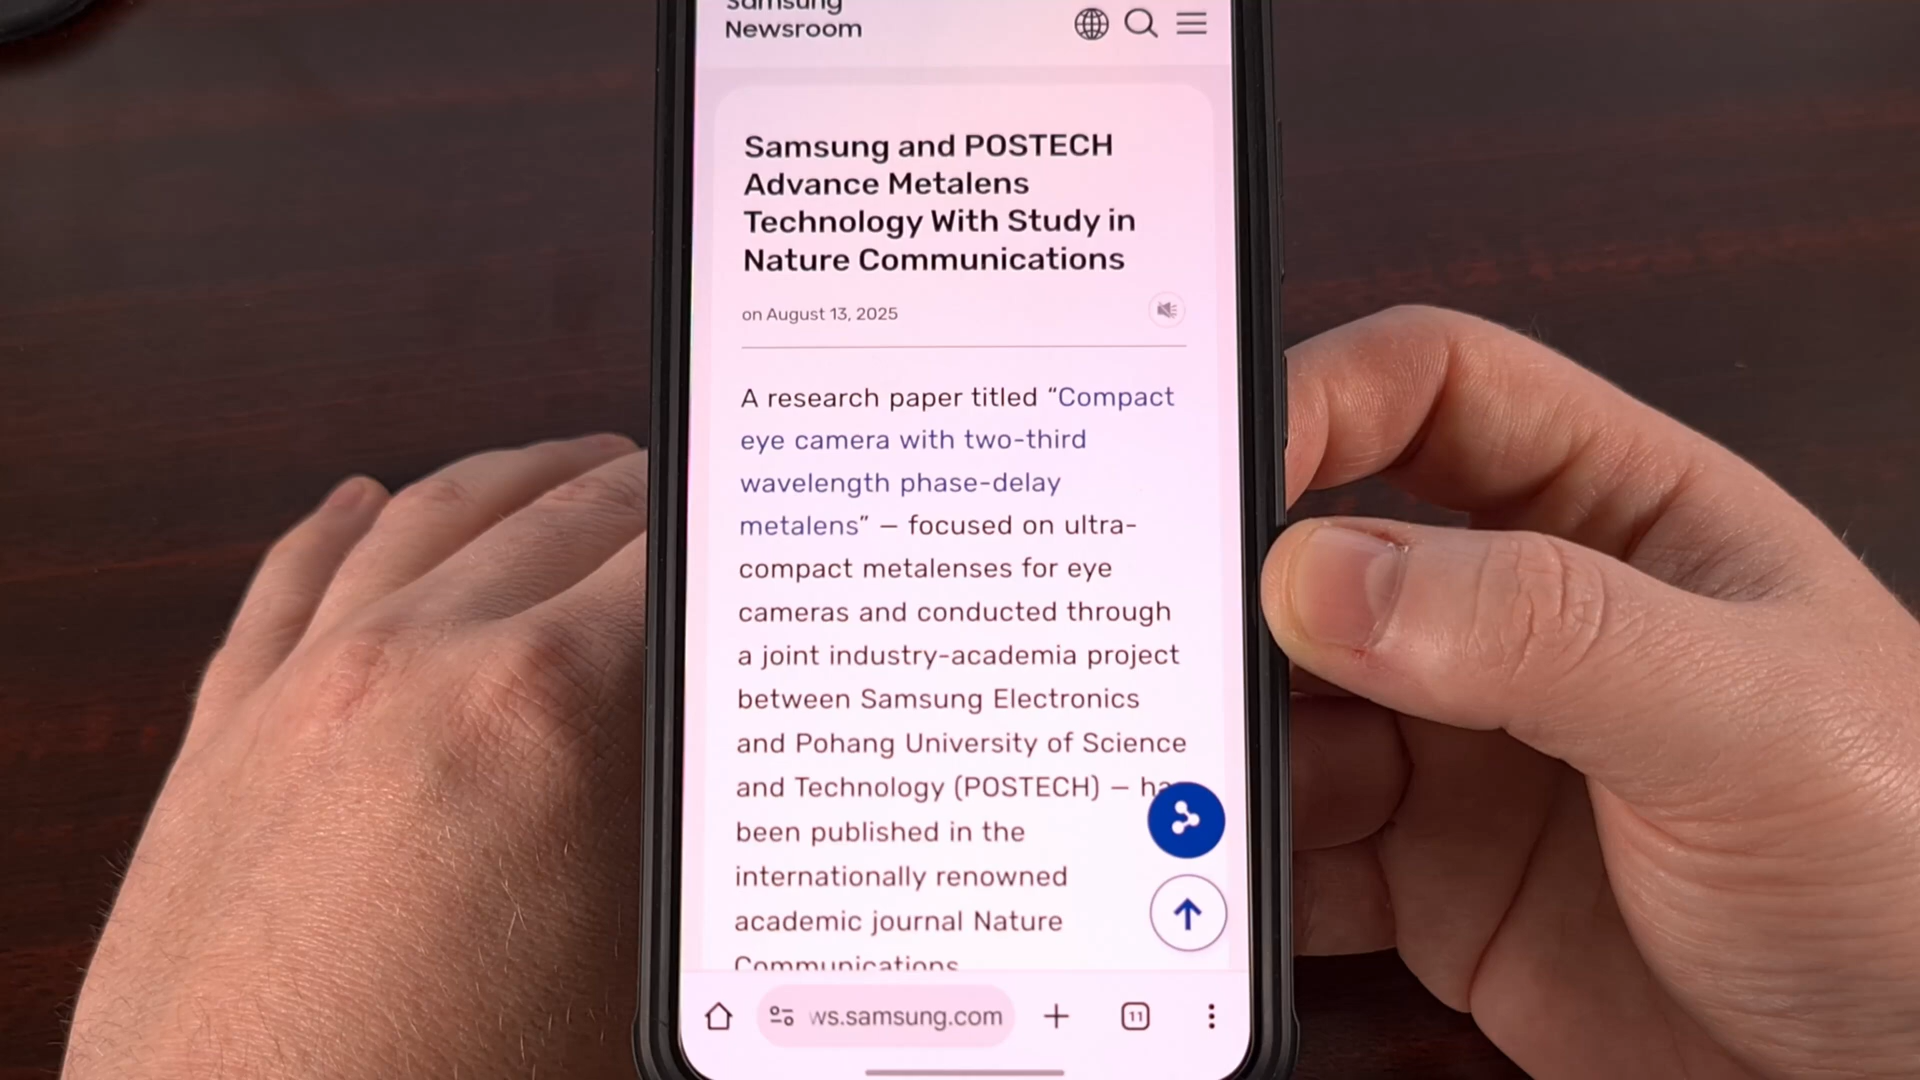 Samsung
Newsroom
Samsung and POSTECH
Advance Metalens
Technology With Study in
Nature Communications
on August 13, 2025
A research paper titled “Compact
eye camera with two-third
wavelength phase-delay
metalens” – focused on ultra-
compact metalenses for eye
cameras and conducted through
a joint industry-academia project
between Samsung Electronics
and Pohang University of Science
and Technology (POSTECH) –
been published in the
internationally renowned
academic journal Nature
Communications
ws.samsung.com
11